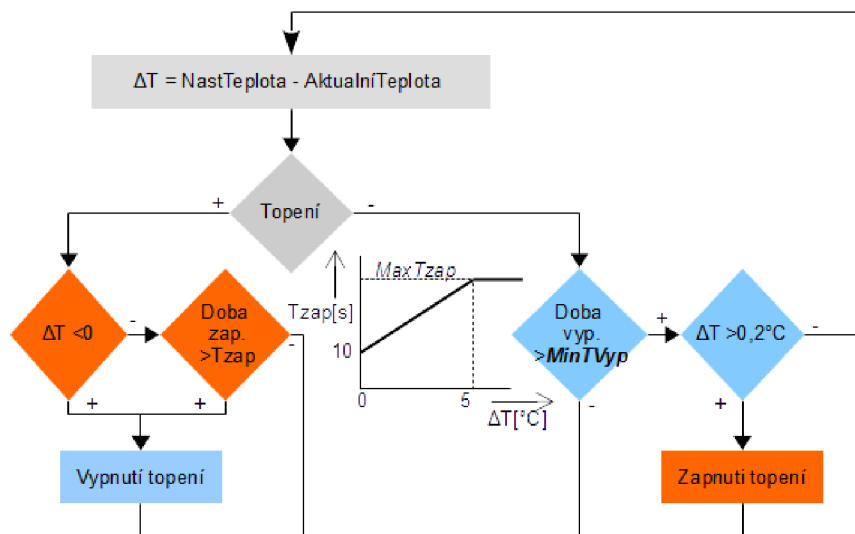 ΔT = NastTeplota - AktualníTeplota
+
Topení
-
ΔT <0
-
Doba
zap.
>Tzap
-
+
+
Vypnutí topení
Tzap[s]
MaxTzap
10
0
5
ΔT[°C]
Doba
vyp.
>MinTVyp
+
-
ΔT >0,2°C
-
+
Zapnuti topení